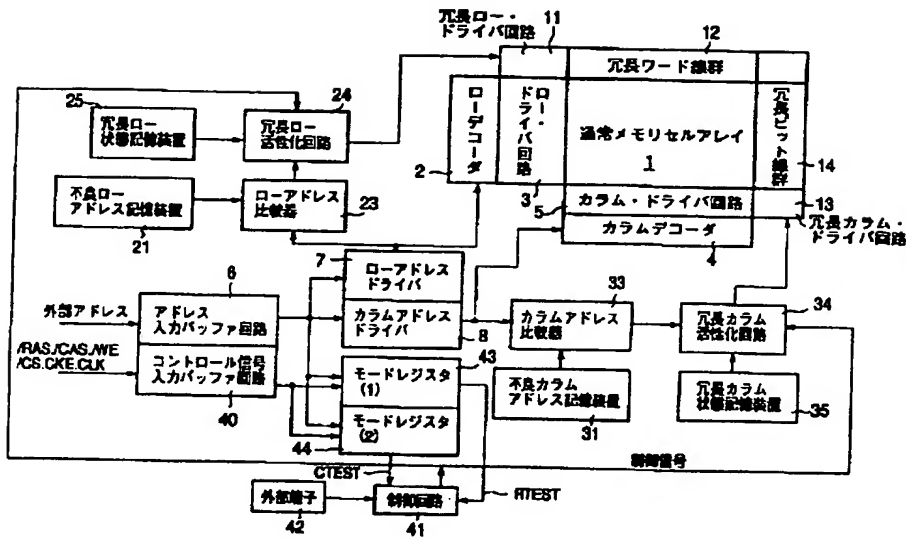 冗長ロー・
ドライバ回路
11
12
冗長ワード線群
25
24
冗長ロー
状態記憶装置
冗長ロー
活性化回路
ローデコーダ
ロー・
ドライバ回路
通常メモリセルアレイ
1
冗長ビット線群
14
2
3
不良ロー
アドレス記憶装置
ローアドレス
比較器
23
5
カラム・ドライバ回路
13
21
カラムデコーダ
冗長カラム・
ドライバ回路
4
7
ローアドレス
ドライバ
6
33
外部アドレス
アドレス
入力バッファ回路
カラムアドレス
ドライバ
カラムアドレス
比較器
34
冗長カラム
活性化回路
8
/RAS./CAS./WE
/CS.CKE.CLK
コントロール信号
入力バッファ回路
43
モードレジスタ
(1)
不良カラム
アドレス記憶装置
冗長カラム
状態記憶装置
40
モードレジスタ
(2)
31
35
44
制御信号
CTEST
外部端子
制御回路
RTEST
42
41